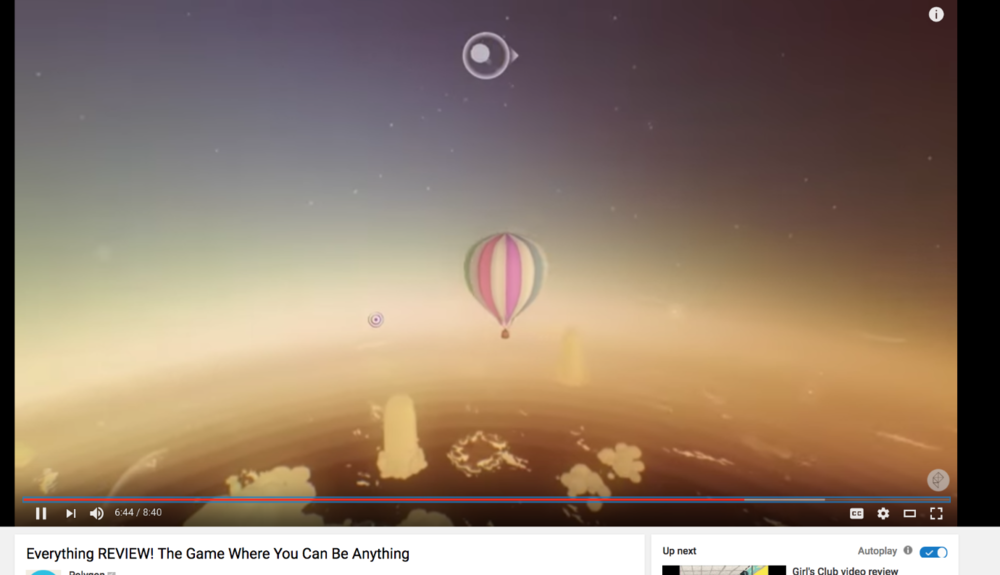 6:44 / 8:40
CC
Everything REVIEW! The Game Where You Can Be Anything
Polygon
Up next
Autoplay
Girl's Club video review